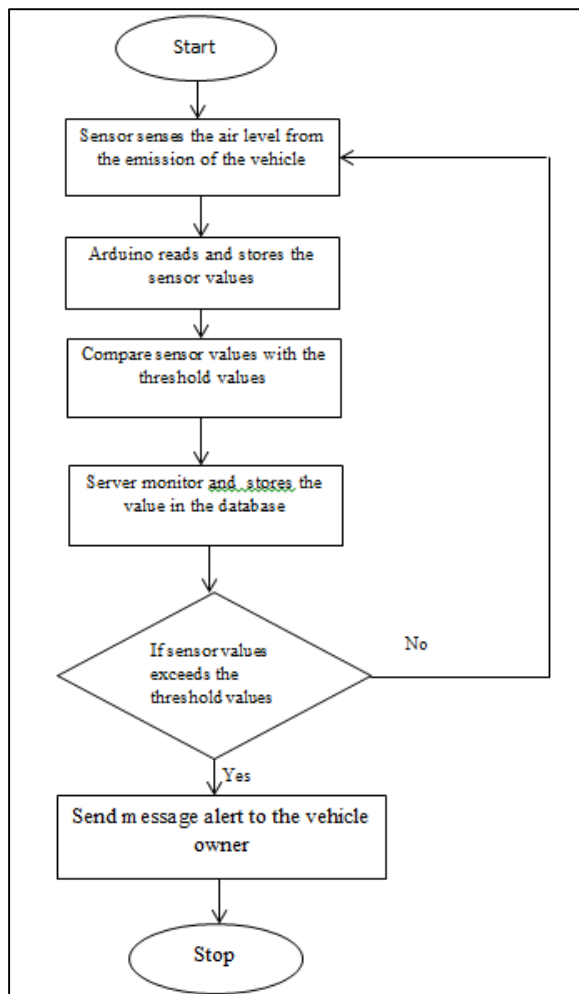 Start
Sensor senses the air level from
the emission of the vehicle
Arduino reads and stores the
sensor values
Compare sensor values with the
threshold values
Server monitor and stores the
value in the database
If sensor values
exceeds the
threshold values
No
Yes
Send message alert to the vehicle
owner
Stop